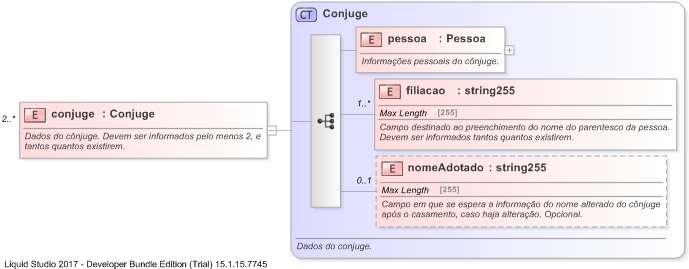 CT Conjuge
E pessoa : Pessoa
Informações pessoais do cônjuge.
E filiacao : string255
1..*
Max Length [255]
Campo destinado ao preenchimento do nome do parentesco da pessoa.
Devem ser informados tantos quantos existirem.
2..*
E conjuge : Conjuge
Dados do cônjuge. Devem ser informados pelo menos 2, e
tantos quantos existirem.
E nomeAdotado : string255
0..1
Max Length [255]
Campo em que se espera a informação do nome alterado do cônjuge
após o casamento, caso haja alteração. Opcional.
Dados do conjuge.
Liquid Studio 2017 - Developer Bundle Edition (Trial) 15.1.15.7745